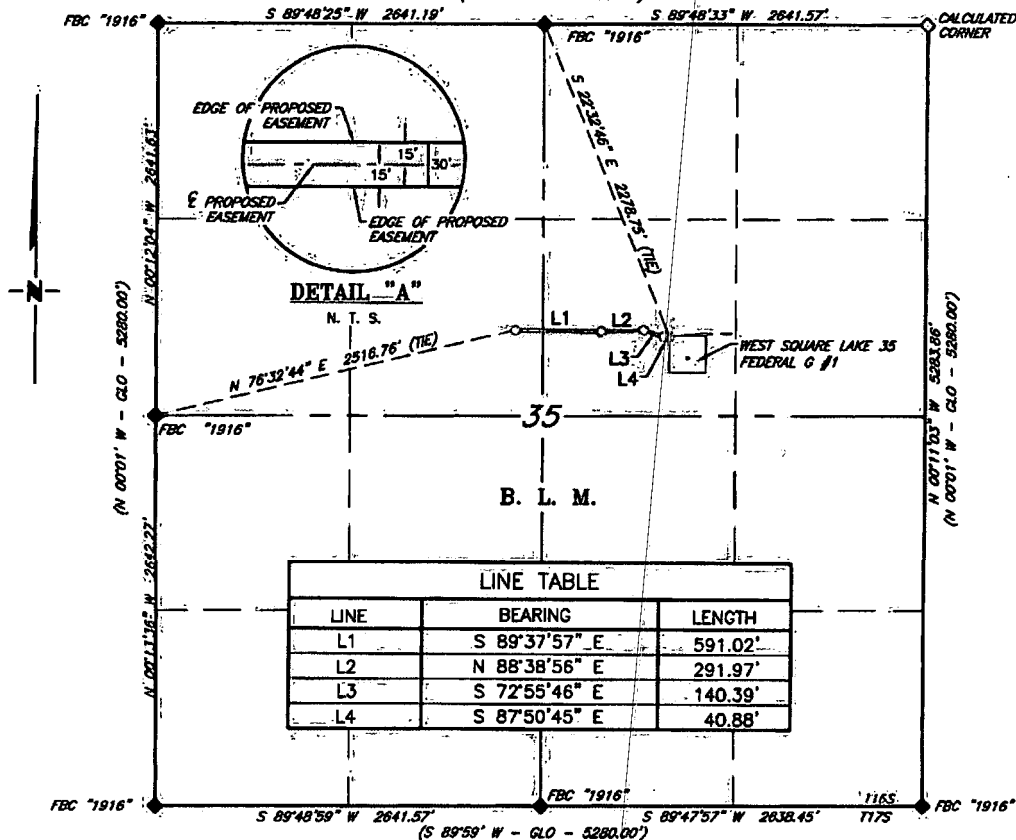 S 89°48'25" W 2641.19'
S 89°48'33" W 2641.57'
FBC "1916"
FBC "1916"
CALCULATED
CORNER
EDGE OF PROPOSED
EASEMENT
15'
15'
30'
℄ PROPOSED
EASEMENT
EDGE OF PROPOSED
EASEMENT
DETAIL "A"
N. T. S.
N
N 00°12'04" W 2641.63'
(N 00°01' W - GLO - 5280.00')
S 22°32'46" E 2278.75' (TIE)
N 76°32'44" E 2516.76' (TIE)
L1
L2
L3
L4
WEST SQUARE LAKE 35
FEDERAL G #1
N 00°11'03" W 5283.86'
(N 00°01' W - GLO - 5280.00')
FBC "1916"
35
B. L. M.
N 00°11'16" W 2642.27'
LINE TABLE
LINE BEARING LENGTH
L1 S 89°37'57" E 591.02'
L2 N 88°38'56" E 291.97'
L3 S 72°55'46" E 140.39'
L4 S 87°50'45" E 40.88'
FBC "1916"
FBC "1916"
T16S
T17S
FBC "1916"
S 89°48'59" W 2641.57'
S 89°47'57" W 2638.45'
(S 89°59' W - GLO - 5280.00')